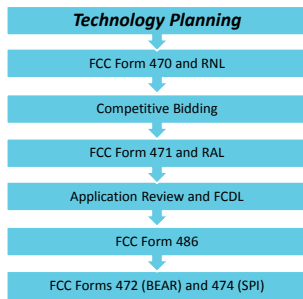 Technology Planning
FCC Form 470 and RNL
Competitive Bidding
FCC Form 471 and RAL
Application Review and FCDL
FCC Form 486
FCC Forms 472 (BEAR) and 474 (SPI)